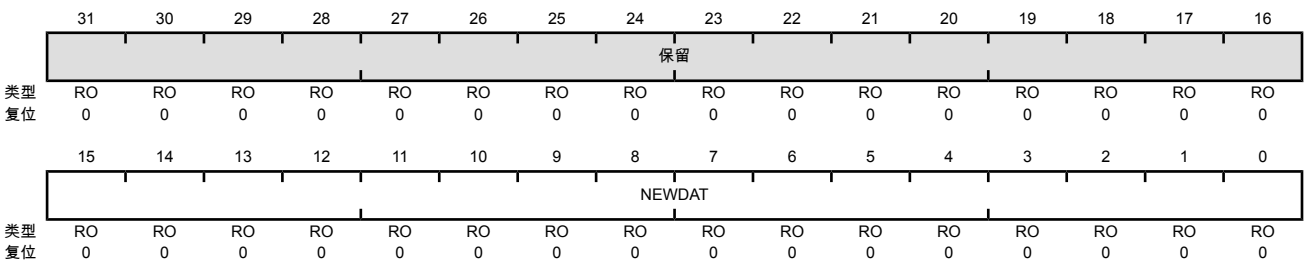 31 30 29 28 27 26 25 24 23 22 21 20 19 18 17 16
保留
类型 RO RO RO RO RO RO RO RO RO RO RO RO RO RO RO RO
复位 0 0 0 0 0 0 0 0 0 0 0 0 0 0 0 0
15 14 13 12 11 10 9 8 7 6 5 4 3 2 1 0
NEWDAT
类型 RO RO RO RO RO RO RO RO RO RO RO RO RO RO RO RO
复位 0 0 0 0 0 0 0 0 0 0 0 0 0 0 0 0